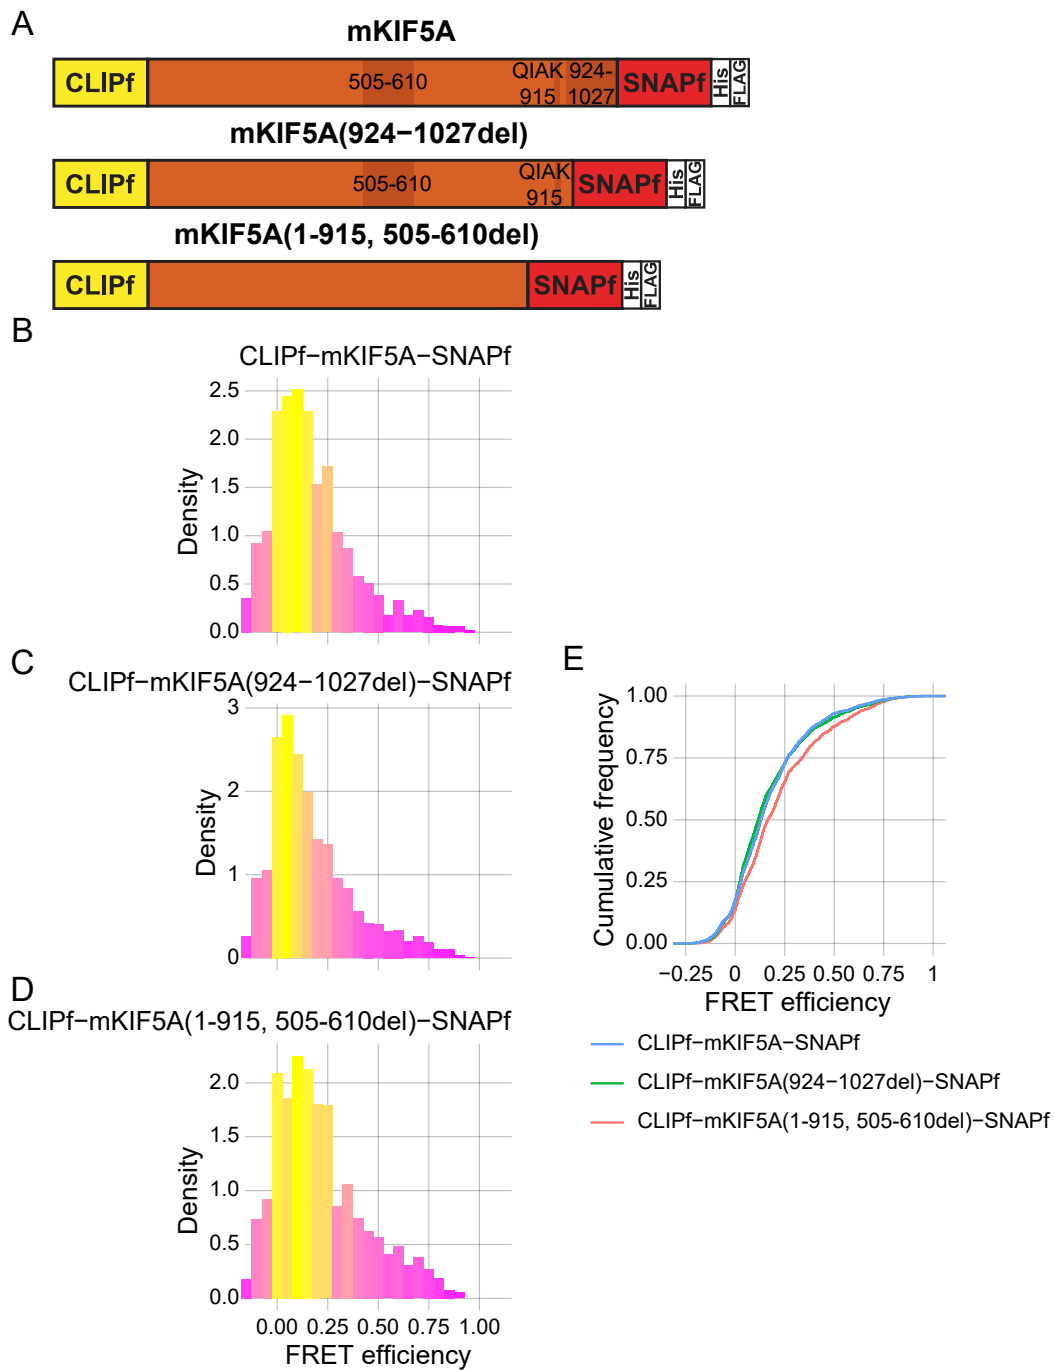 A
mKIF5A
CLIPf 505-610 QIAK 924-
915 1027 SNAPf His FLAG
mKIF5A(924−1027del)
CLIPf 505-610 QIAK
915 SNAPf His FLAG
mKIF5A(1-915, 505-610del)
CLIPf SNAPf His FLAG
B
CLIPf−mKIF5A−SNAPf
2.5
2.0
1.5
1.0
0.5
0.0
Density
C
CLIPf−mKIF5A(924−1027del)−SNAPf
3
2
1
0
Density
D
CLIPf−mKIF5A(1-915, 505-610del)−SNAPf
2.0
1.5
1.0
0.5
0.0
Density
0.00 0.25 0.50 0.75 1.00
FRET efficiency
E
1.00
0.75
0.50
0.25
0.00
Cumulative frequency
−0.25 0 0.25 0.50 0.75 1
FRET efficiency
CLIPf−mKIF5A−SNAPf
CLIPf−mKIF5A(924−1027del)−SNAPf
CLIPf−mKIF5A(1-915, 505-610del)−SNAPf